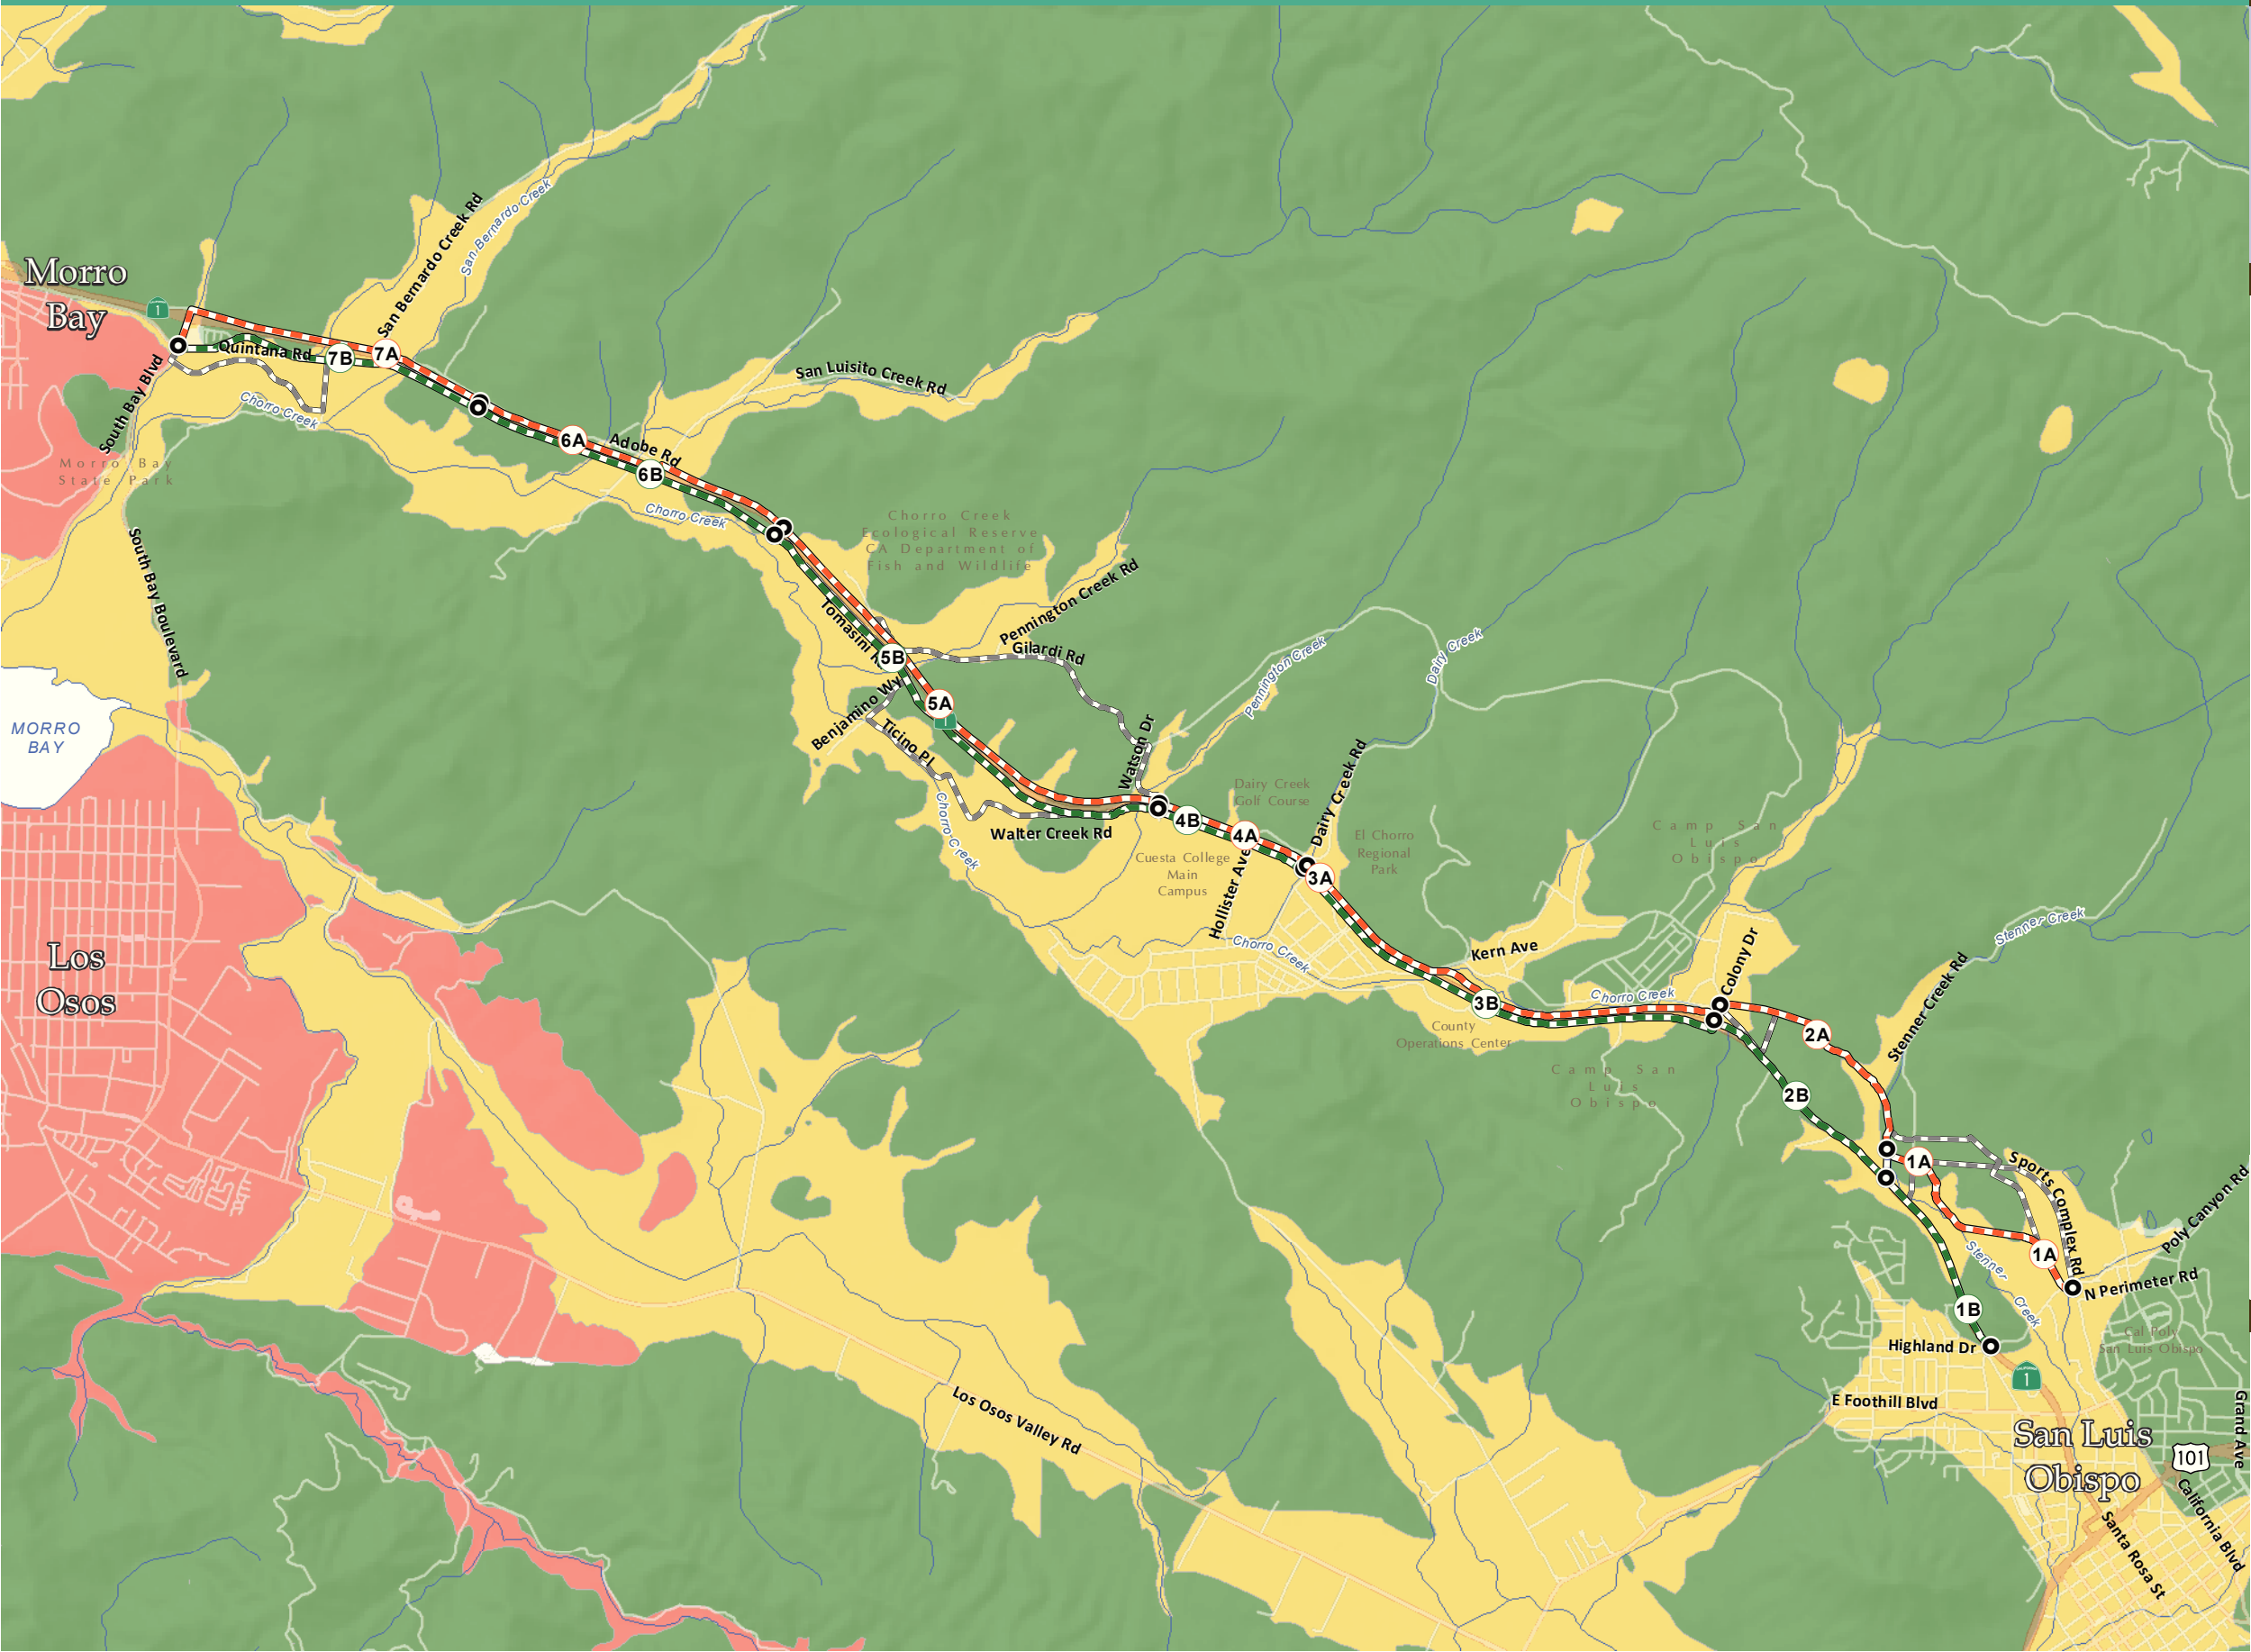 San Bernardo Creek Rd
San Bernardo Creek
Morro
Bay
1
Quintana Rd
7B
7A
South Bay Blvd
Chorro Creek
San Luisito Creek Rd
6A
Adobe Rd
6B
Morro Bay
State Park
Chorro Creek
Chorro Creek
Ecological Reserve
CA Department of
Fish and Wildlife
South Bay Boulevard
Tomasini
Pennington Creek Rd
Gilardi Rd
5B
5A
1
Benjamino Wy
Ticino Pl
Pennington Creek
Dairy Creek
MORRO
BAY
Watson Dr
Dairy Creek Rd
Dairy Creek
Golf Course
Chorro Creek
Walter Creek Rd
4B
4A
El Chorro
Regional
Park
Cuesta College
Main
Campus
Hollister Ave
3A
Camp San
Luis
Obispo
Chorro Creek
Kern Ave
Los
Osos
Stenner Creek
Colony Dr
Stenner Creek Rd
Chorro Creek
3B
County
Operations Center
2A
Camp San
Luis
Obispo
2B
1A
Sports Complex Rd
Poly Canyon Rd
Stenner
Creek
1A
N Perimeter Rd
1B
Highland Dr
Cal Poly
San Luis Obispo
CALIFORNIA
1
E Foothill Blvd
Grand Ave
Los Osos Valley Rd
San Luis
Obispo
101
California Blvd
Santa Rosa St